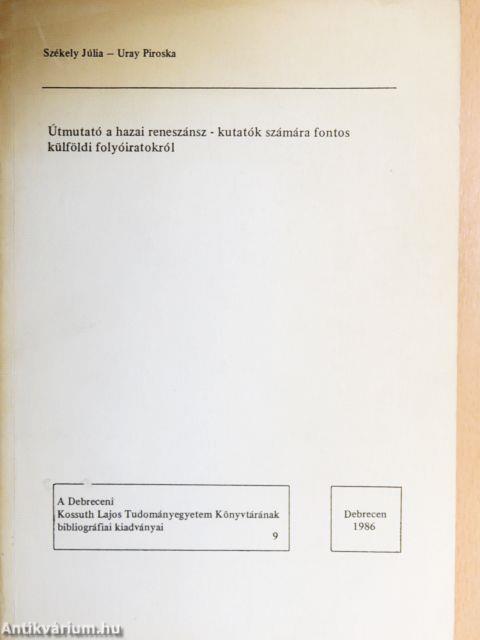 Székely Júlia – Uray Piroska
Útmutató a hazai reneszánsz - kutatók számára fontos
külföldi folyóiratokról
A Debreceni
Kossuth Lajos Tudományegyetem Könyvtárának
bibliográfiai kiadványai
9
Debrecen
1986
Antikvárium.hu